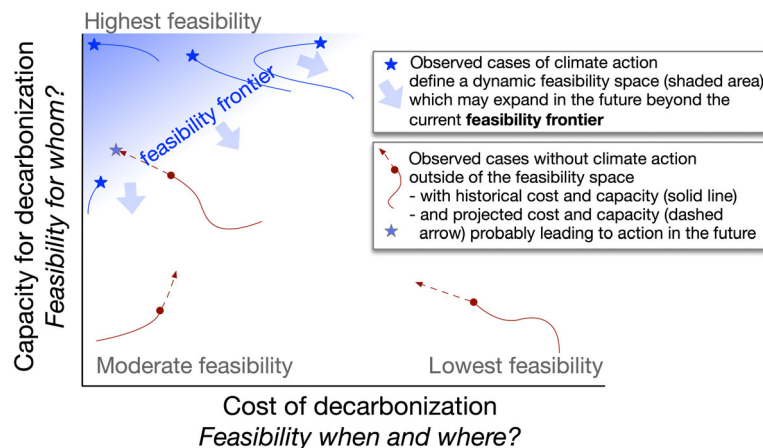 Highest feasibility
Capacity for decarbonization
Feasibility for whom?
feasibility frontier
Observed cases of climate action
define a dynamic feasibility space (shaded area)
which may expand in the future beyond the
current feasibility frontier
Observed cases without climate action
outside of the feasibility space
- with historical cost and capacity (solid line)
- and projected cost and capacity (dashed
arrow) probably leading to action in the future
Moderate feasibility
Lowest feasibility
Cost of decarbonization
Feasibility when and where?